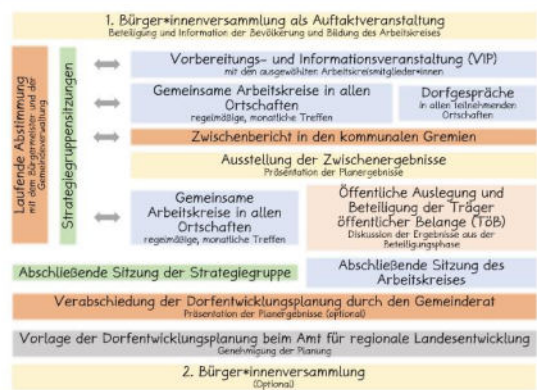 1. Bürger*innenversammlung als Auftaktveranstaltung
Beteiligung und Information der Bevölkerung und Bildung des Arbeitskreises
Laufende Abstimmung
mit dem Bürgermeister und der
Gemeindeverwaltung
Strategiegruppensitzungen
Vorbereitungs- und Informationsveranstaltung (VIP)
mit den ausgewählten Arbeitskreismitglieder*innen
Gemeinsame Arbeitskreise in allen
Ortschaften
regelmäßige, monatliche Treffen
Dorfgespräche
in allen Teilnehmenden
Ortschaften
Zwischenbericht in den kommunalen Gremien
Ausstellung der Zwischenergebnisse
Präsentation der Planergebnisse
Gemeinsame
Arbeitskreise in allen
Ortschaften
regelmäßige, monatliche Treffen
Öffentliche Auslegung und
Beteiligung der Träger
öffentlicher Belange (TöB)
Diskussion der Ergebnisse aus der
Beteiligungsphase
Abschließende Sitzung der Strategiegruppe
Abschließende Sitzung des
Arbeitskreises
Verabschiedung der Dorfentwicklungsplanung durch den Gemeinderat
Präsentation der Planergebnisse (optional)
Vorlage der Dorfentwicklungsplanung beim Amt für regionale Landesentwicklung
Genehmigung der Planung
2. Bürger*innenversammlung
(Optional)